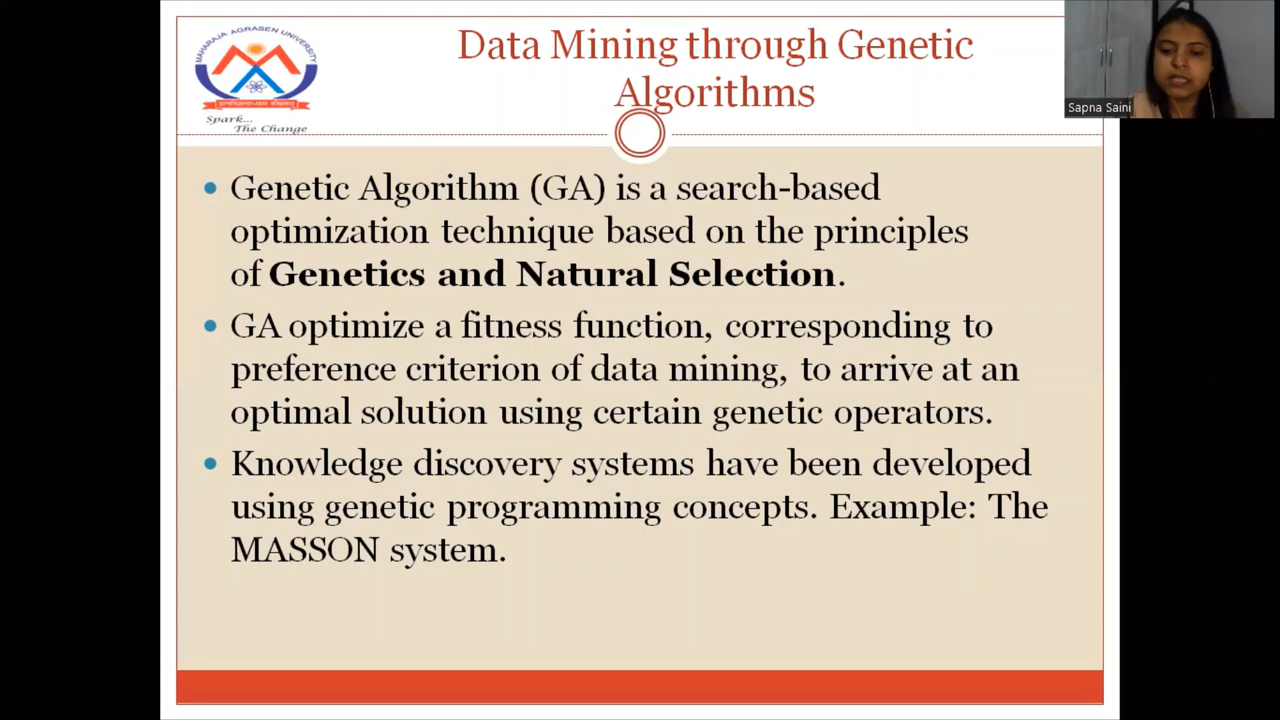 MAHARAJA AGRASEN UNIVERSITY
Spark...
The Change
Data Mining through Genetic
Algorithms
Sapna Saini
Genetic Algorithm (GA) is a search-based
optimization technique based on the principles
of Genetics and Natural Selection.
GA optimize a fitness function, corresponding to
preference criterion of data mining, to arrive at an
optimal solution using certain genetic operators.
Knowledge discovery systems have been developed
using genetic programming concepts. Example: The
MASSON system.